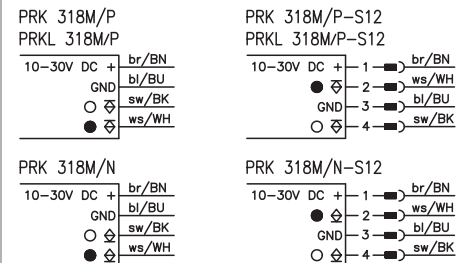 PRK 318M/P
PRKL 318M/P
10-30V DC + br/BN
GND bl/BU
sw/BK
ws/WH
PRK 318M/P-S12
PRKL 318M/P-S12
10-30V DC + 1 br/BN
2 ws/WH
GND 3 bl/BU
4 sw/BK
PRK 318M/N
10-30V DC + br/BN
GND bl/BU
sw/BK
ws/WH
PRK 318M/N-S12
10-30V DC + 1 br/BN
2 ws/WH
GND 3 bl/BU
4 sw/BK